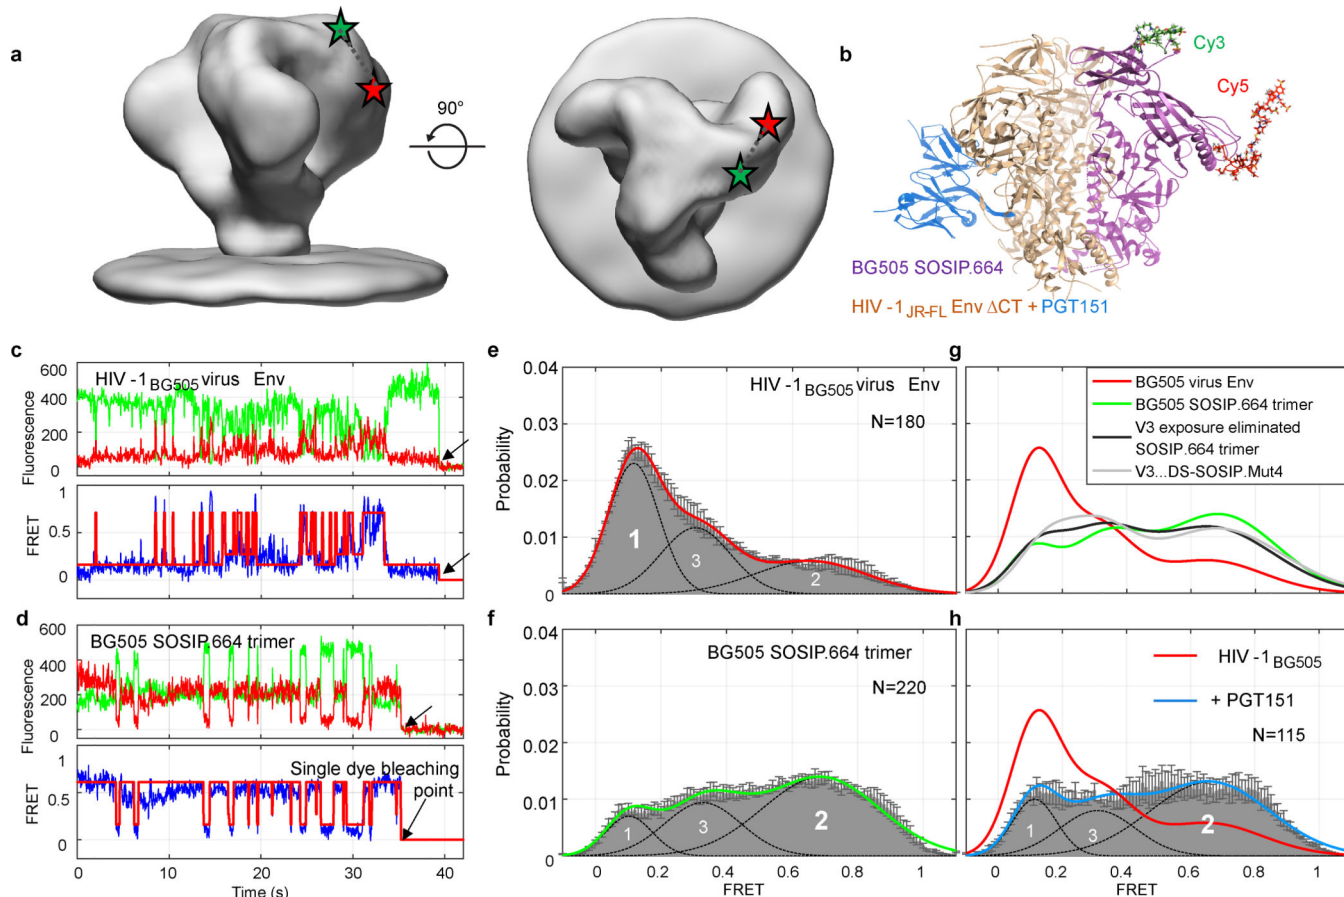 a
90°
b
Cy3
Cy5
BG505 SOSIP.664
HIV -1JR-FL Env ΔCT + PGT151
c
HIV -1BG505 virus Env
Fluorescence
600
400
200
0
FRET
1
0.5
0
0
10
20
30
40
d
BG505 SOSIP.664 trimer
Fluorescence
600
400
200
0
Single dye bleaching
point
FRET
1
0.5
0
0
10
20
30
40
Time (s)
e
HIV -1BG505 virus Env
N=180
Probability
0.04
0.03
0.02
0.01
0
1
3
2
f
BG505 SOSIP.664 trimer
N=220
Probability
0.04
0.03
0.02
0.01
0
1
3
2
0
0.2
0.4
0.6
0.8
1
FRET
g
BG505 virus Env
BG505 SOSIP.664 trimer
V3 exposure eliminated
SOSIP.664 trimer
V3...DS-SOSIP.Mut4
h
HIV -1BG505
+ PGT151
N=115
1
3
2
0
0.2
0.4
0.6
0.8
1
FRET